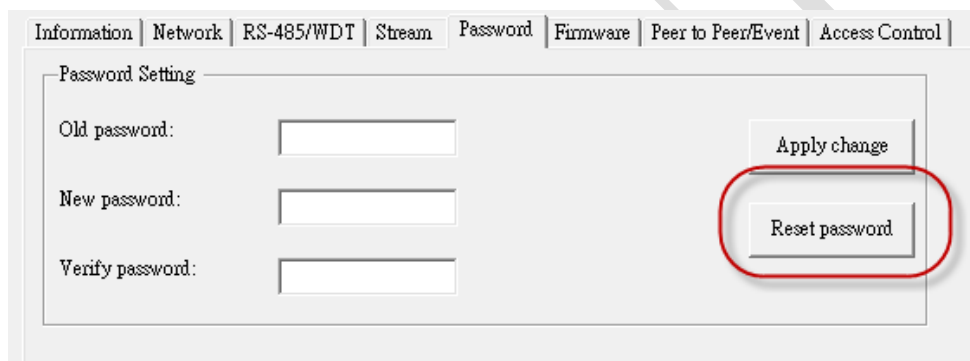 Information Network RS-485/WDT Stream Password Firmware Peer to Peer/Event Access Control
Password Setting
Old password:
Apply change
New password:
Reset password
Verify password: